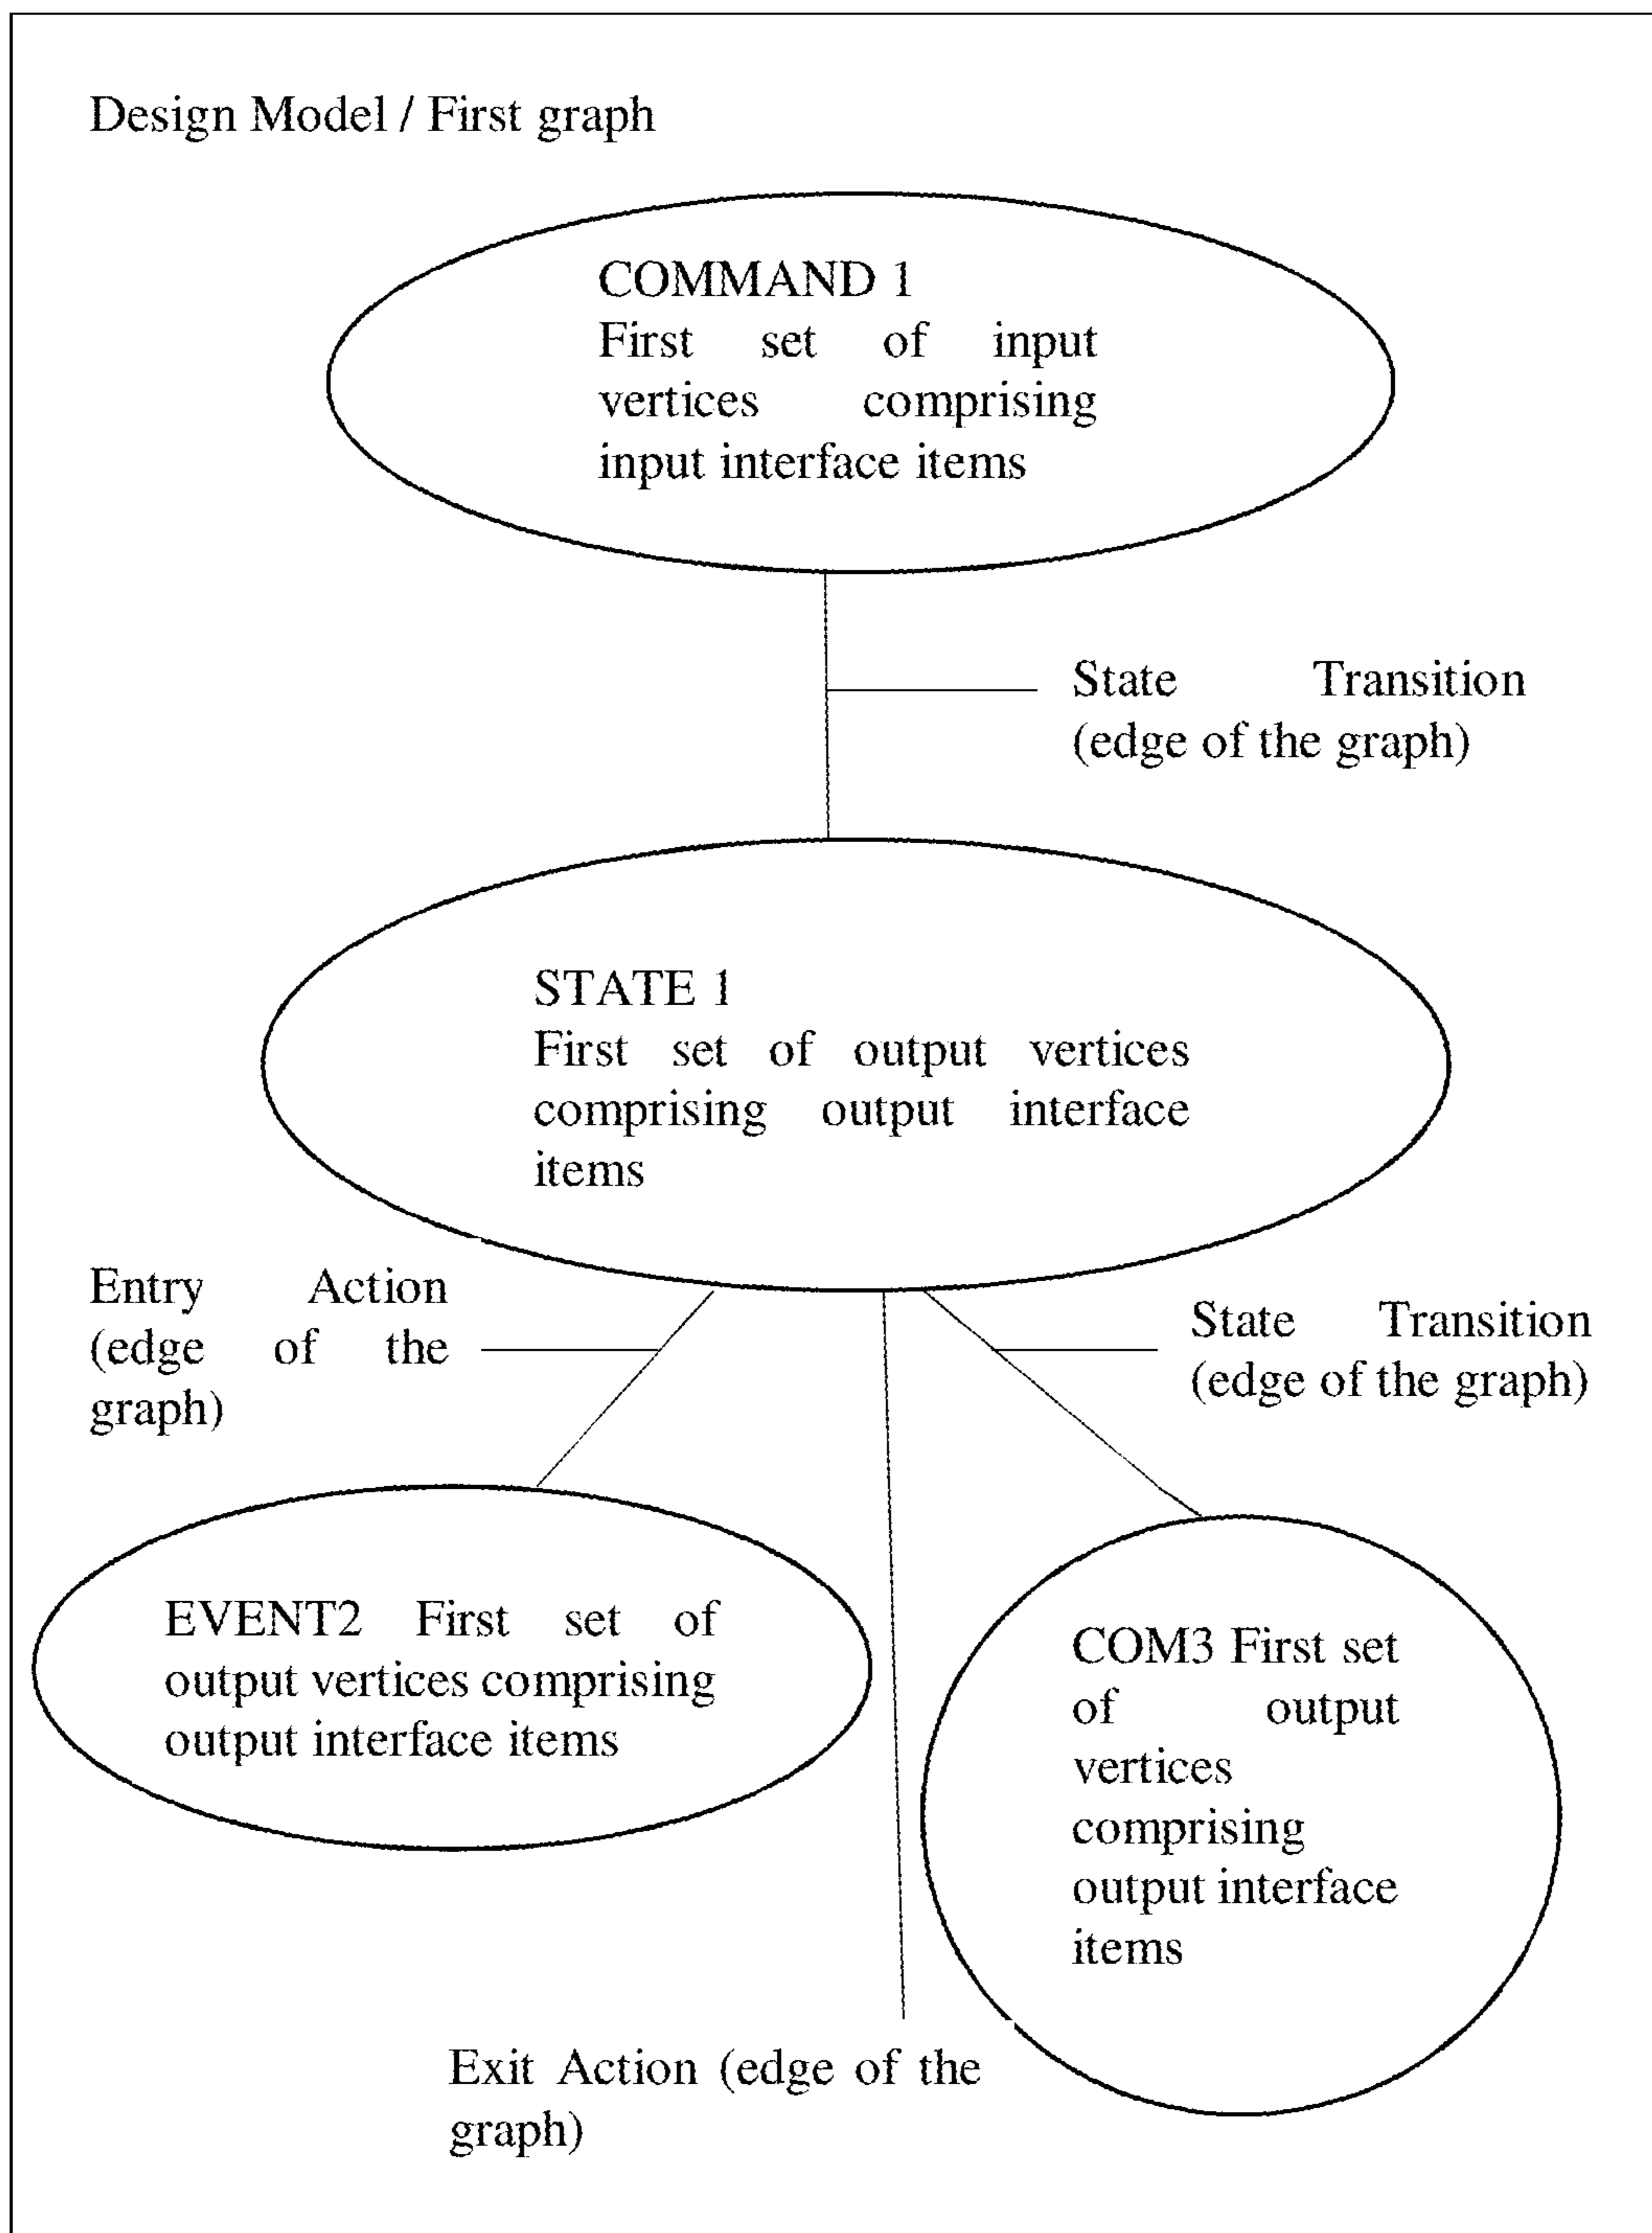 Design Model / First graph
COMMAND 1
First set of input
vertices comprising
input interface items
State Transition
(edge of the graph)
STATE 1
First set of output vertices
comprising output interface
items
Entry Action
(edge of the
graph)
State Transition
(edge of the graph)
EVENT2 First set of
output vertices comprising
output interface items
COM3 First set
of output
vertices
comprising
output interface
items
Exit Action (edge of the
graph)